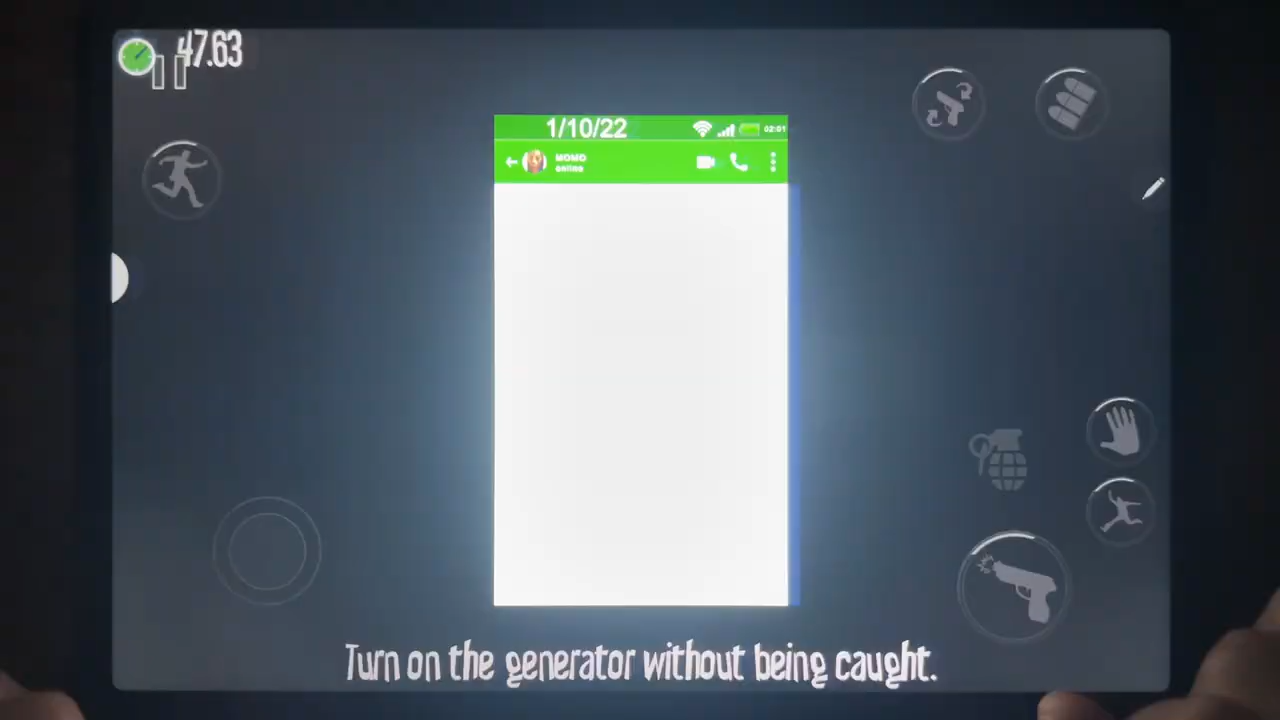 47.63
1/10/22
02:01
MOMO
online
Turn on the generator without being caught.